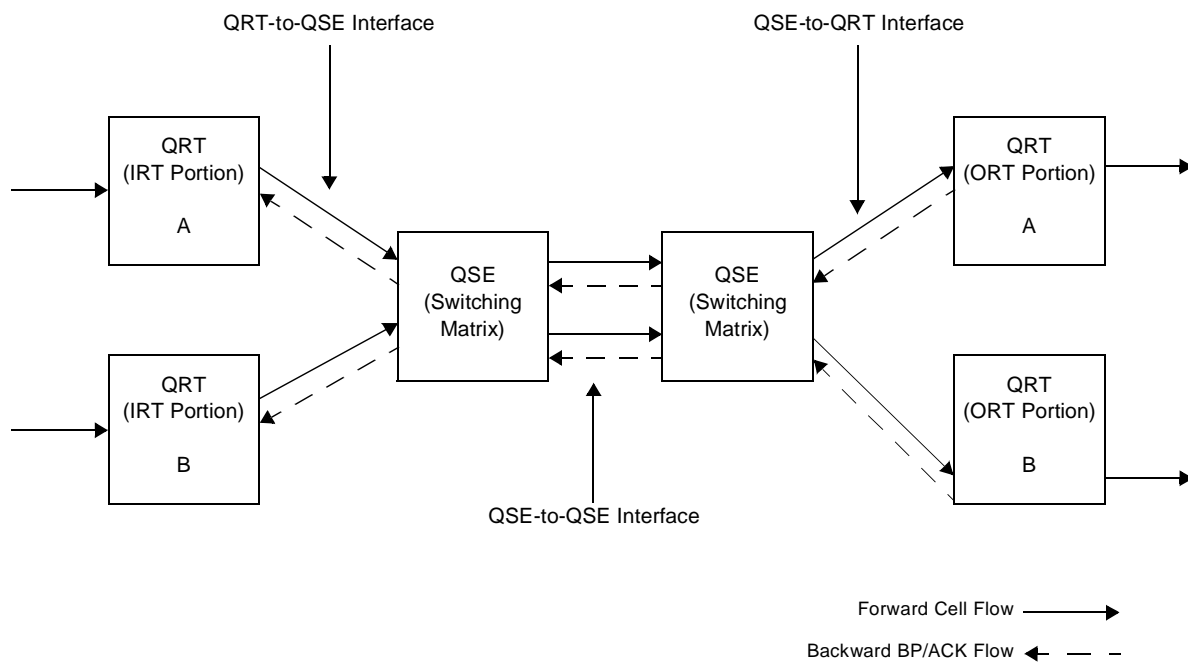 QRT-to-QSE Interface
QSE-to-QRT Interface
QRT
(IRT Portion)
A
QRT
(ORT Portion)
A
QSE
(Switching
Matrix)
QSE
(Switching
Matrix)
QRT
(IRT Portion)
B
QRT
(ORT Portion)
B
QSE-to-QSE Interface
Forward Cell Flow
Backward BP/ACK Flow